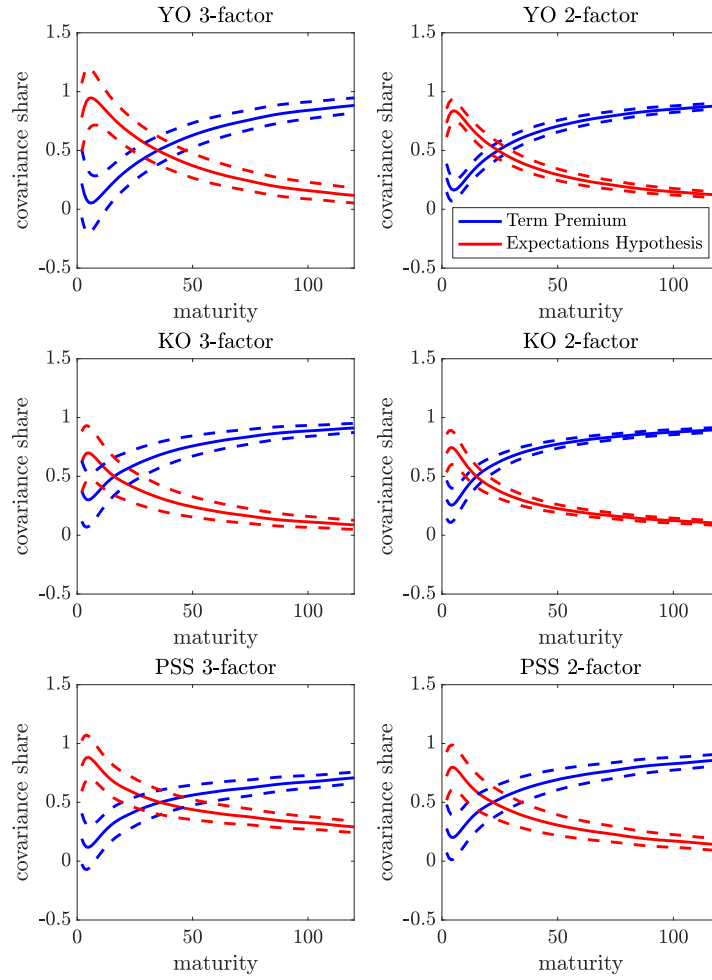 YO 3-factor
1.5
1
0.5
0
-0.5
0
50
100
covariance share
maturity
YO 2-factor
1.5
1
0.5
0
-0.5
0
50
100
covariance share
maturity
Term Premium
Expectations Hypothesis
KO 3-factor
1.5
1
0.5
0
-0.5
0
50
100
covariance share
maturity
KO 2-factor
1.5
1
0.5
0
-0.5
0
50
100
covariance share
maturity
PSS 3-factor
1.5
1
0.5
0
-0.5
0
50
100
covariance share
maturity
PSS 2-factor
1.5
1
0.5
0
-0.5
0
50
100
covariance share
maturity